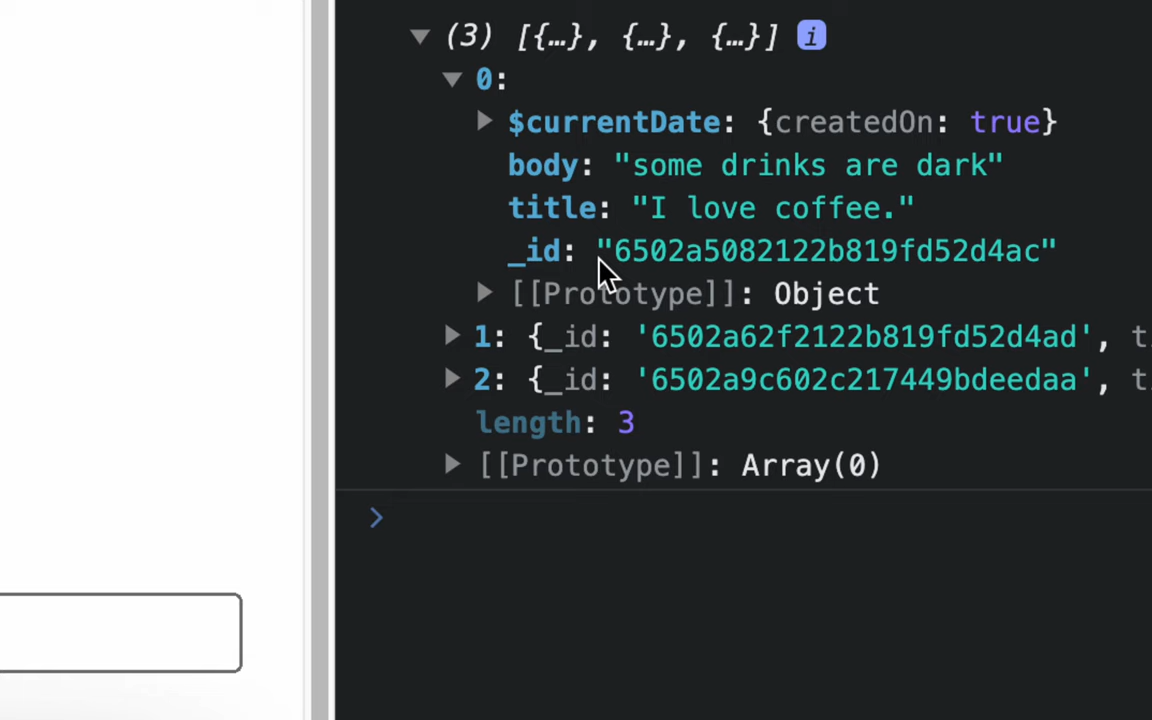 ▼ (3) [{…}, {…}, {…}] i
▼ 0:
▶ $currentDate: {createdOn: true}
body: "some drinks are dark"
title: "I love coffee."
_id: "6502a5082122b819fd52d4ac"
▶ [[Prototype]]: Object
▶ 1: {_id: '6502a62f2122b819fd52d4ad', t
▶ 2: {_id: '6502a9c602c217449bdeedaa', t
length: 3
▶ [[Prototype]]: Array(0)
>